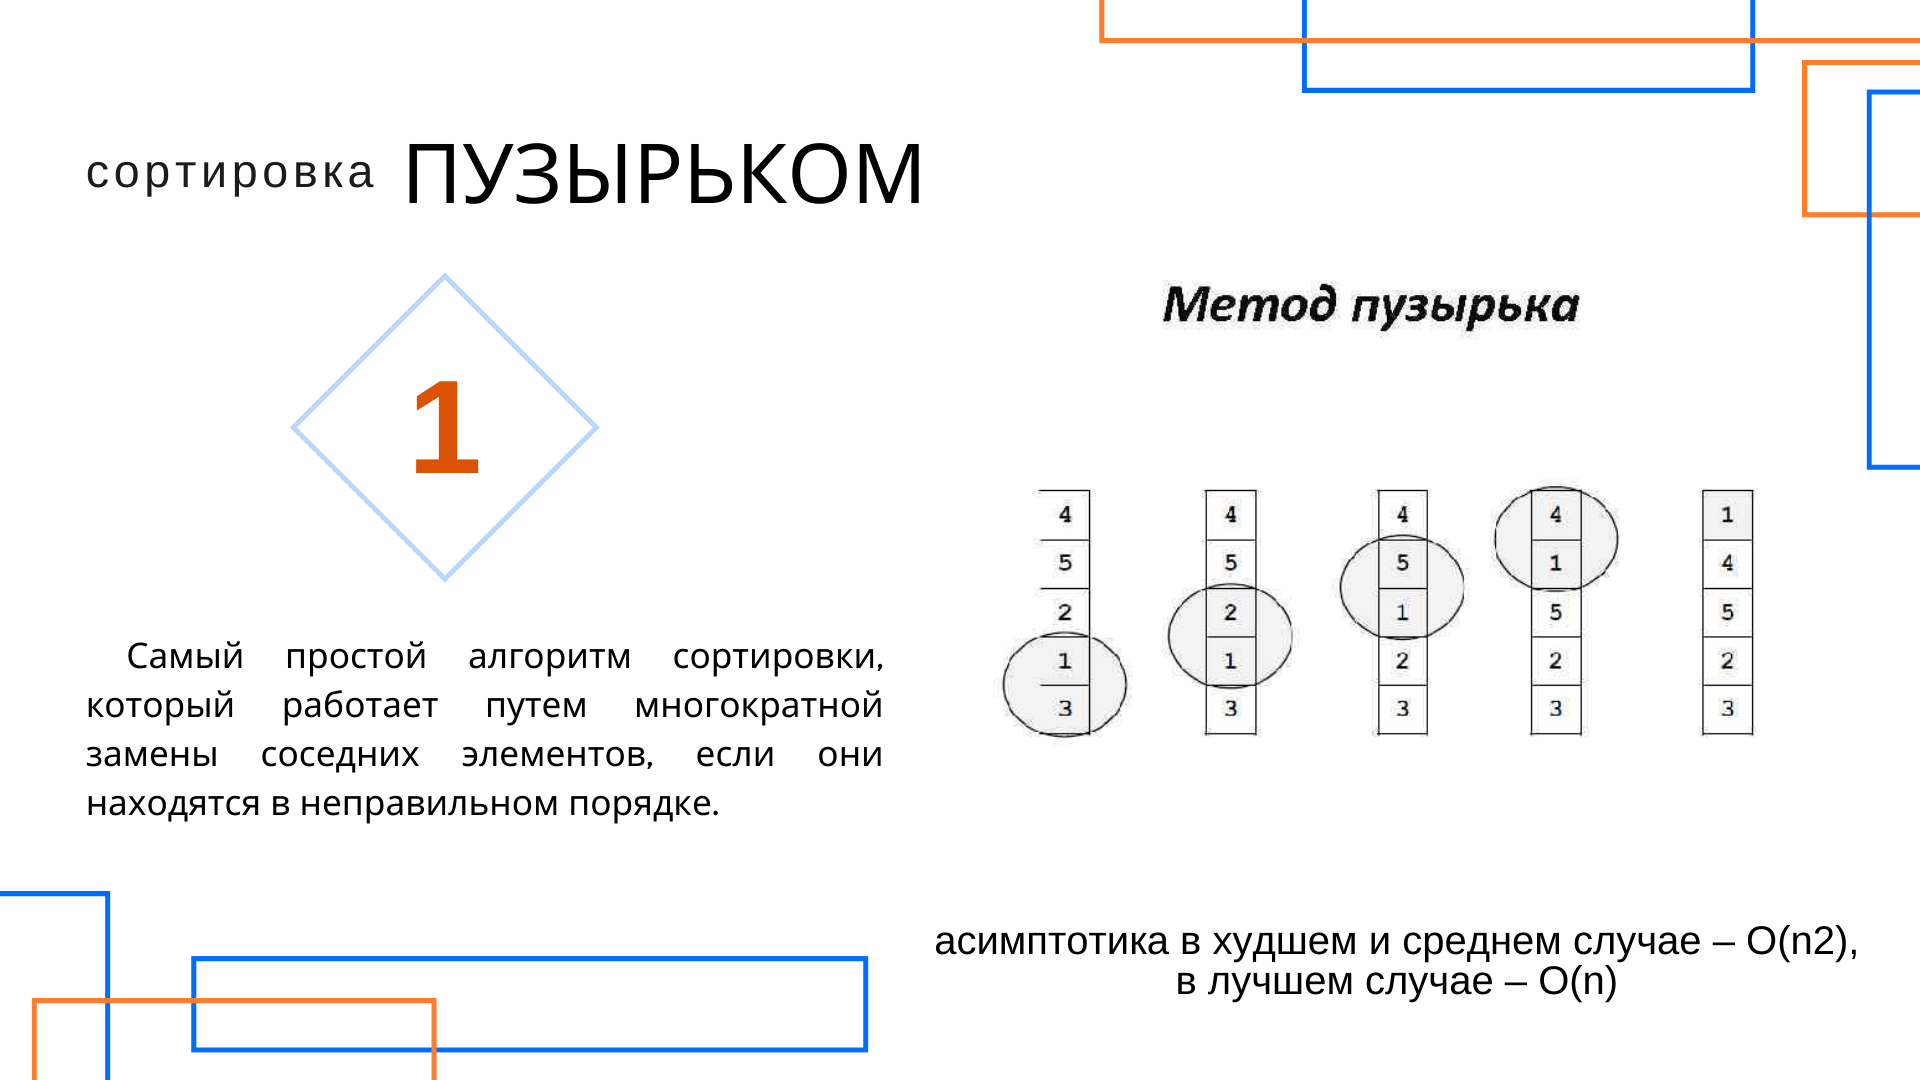 сортировка ПУЗЫРЬКОМ
1
Самый простой алгоритм сортировки,
который работает путем многократной
замены соседних элементов, если они
находятся в неправильном порядке.
Метод пузырька
4 4 4 4 1
5 5 5 1 4
2 2 1 5 5
1 1 2 2 2
3 3 3 3 3
асимптотика в худшем и среднем случае – O(n2),
в лучшем случае – O(n)